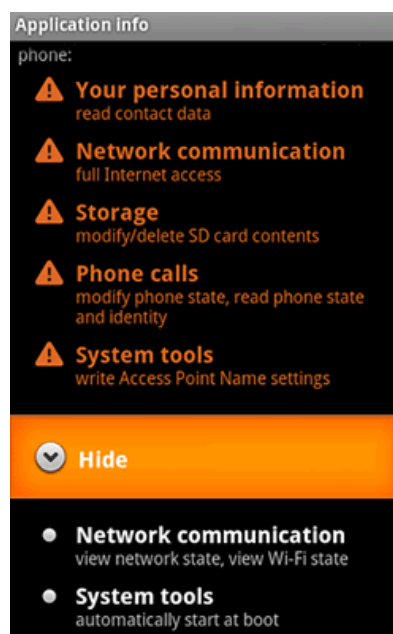 Application info
phone:
Your personal information
read contact data
Network communication
full Internet access
Storage
modify/delete SD card contents
Phone calls
modify phone state, read phone state
and identity
System tools
write Access Point Name settings
Hide
Network communication
view network state, view Wi-Fi state
System tools
automatically start at boot